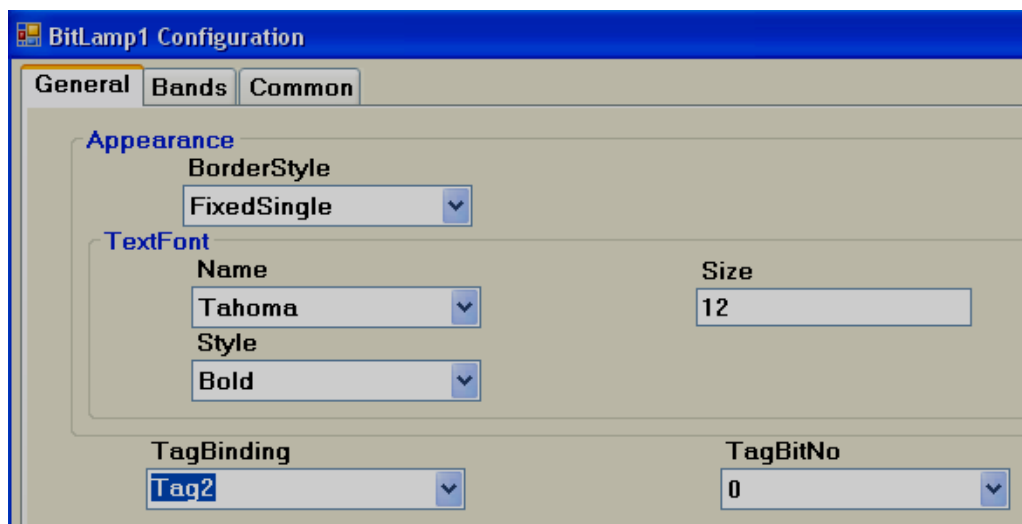 BitLamp1 Configuration
General Bands Common
Appearance
BorderStyle
FixedSingle
TextFont
Name Size
Tahoma 12
Style
Bold
TagBinding TagBitNo
Tag2 0